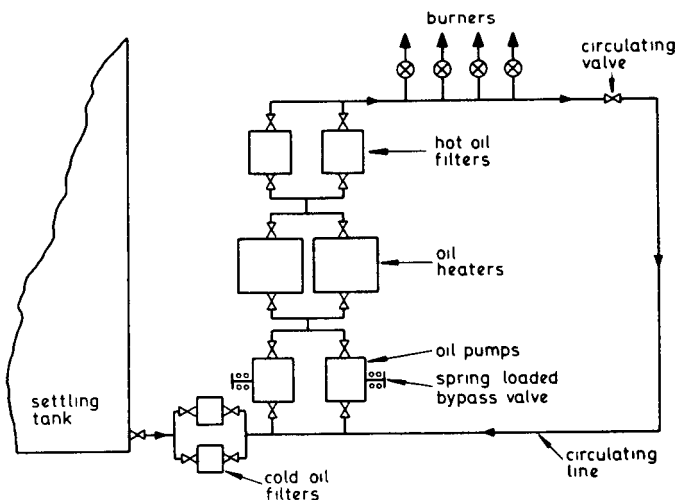 burners
circulating
valve
hot oil
filters
oil
heaters
oil pumps
spring loaded
bypass valve
settling
tank
cold oil
filters
circulating
line